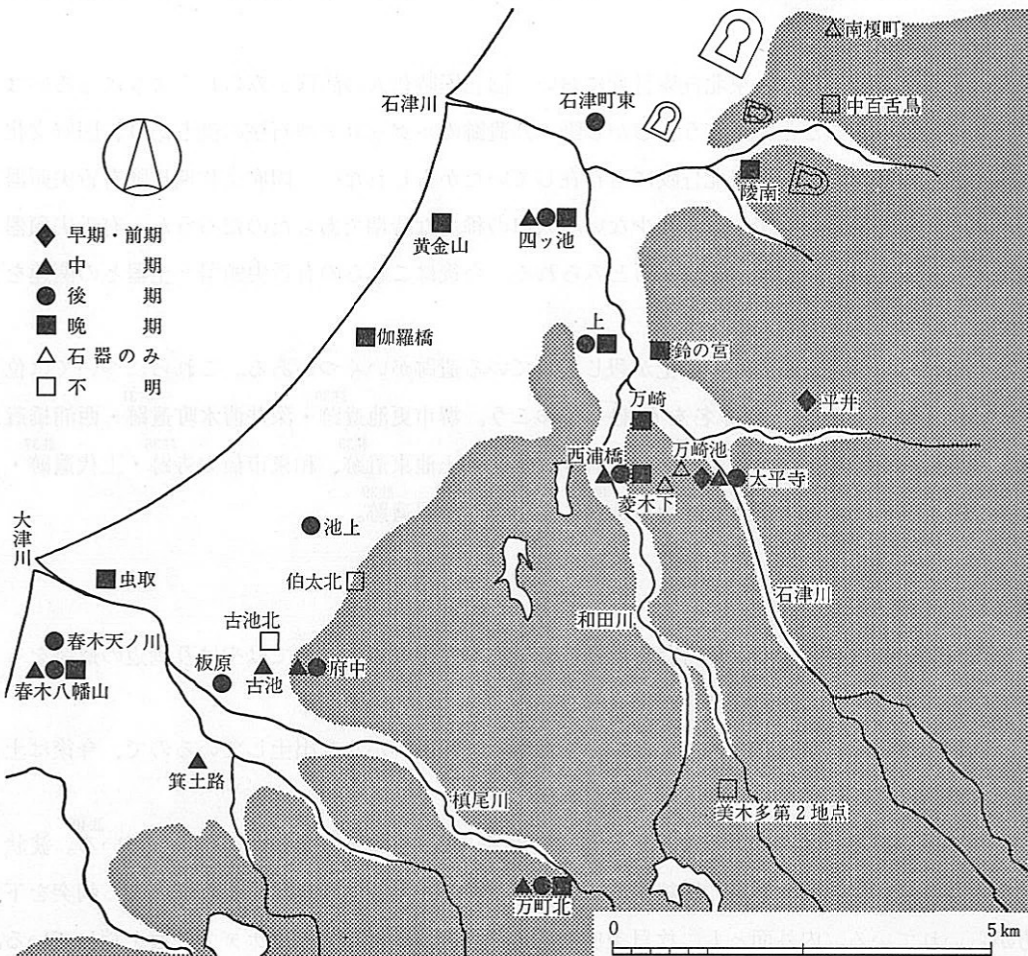 南榎町
石津川
石津町東
中百舌鳥
陵南
黄金山
四ッ池
早期・前期
中期
後期
晩期
石器のみ
不明
伽羅橋
上
鈴の宮
万崎
平井
西浦橋
万崎池
太平寺
菱木下
大津川
池上
虫取
伯太北
石津川
和田川
古池北
春木天ノ川
板原
古池
府中
春木八幡山
箕土路
槙尾川
美木多第2地点
万町北
0
5km